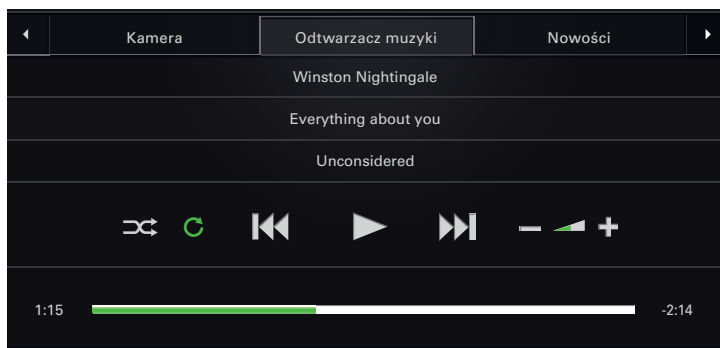 Kamera Odtwarzacz muzyki Nowości
Winston Nightingale
Everything about you
Unconsidered
1:15 -2:14